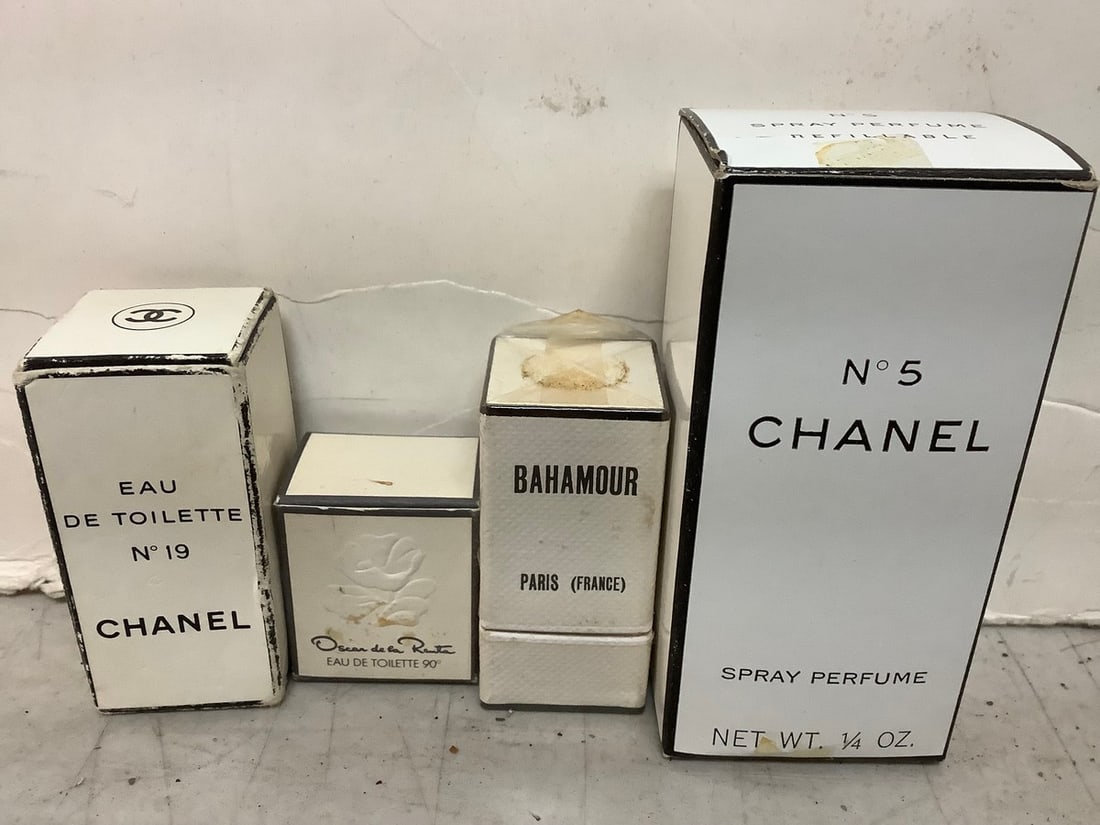 EAU
DE TOILETTE
N° 19
CHANEL
Oscar de la Renta
EAU DE TOILETTE 90°
BAHAMOUR
PARIS (FRANCE)
N° 5
SPRAY PERFUME
REFILLABLE
N° 5
CHANEL
SPRAY PERFUME
NET WT. ¼ OZ.